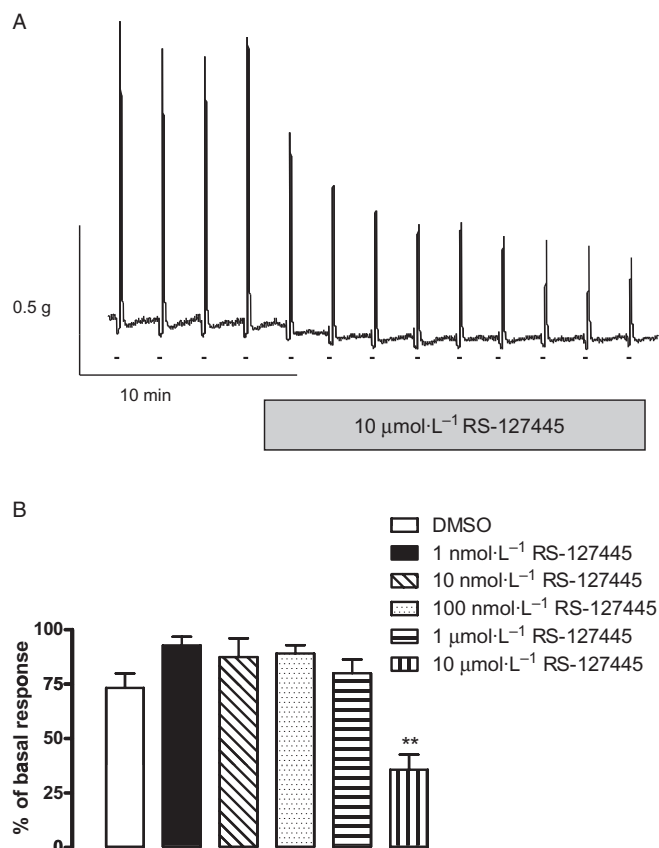 A
0.5 g
10 min
10 μmol·L⁻¹ RS-127445
B
DMSO
1 nmol·L⁻¹ RS-127445
10 nmol·L⁻¹ RS-127445
100 nmol·L⁻¹ RS-127445
1 μmol·L⁻¹ RS-127445
10 μmol·L⁻¹ RS-127445
% of basal response
100
75
50
25
0
**